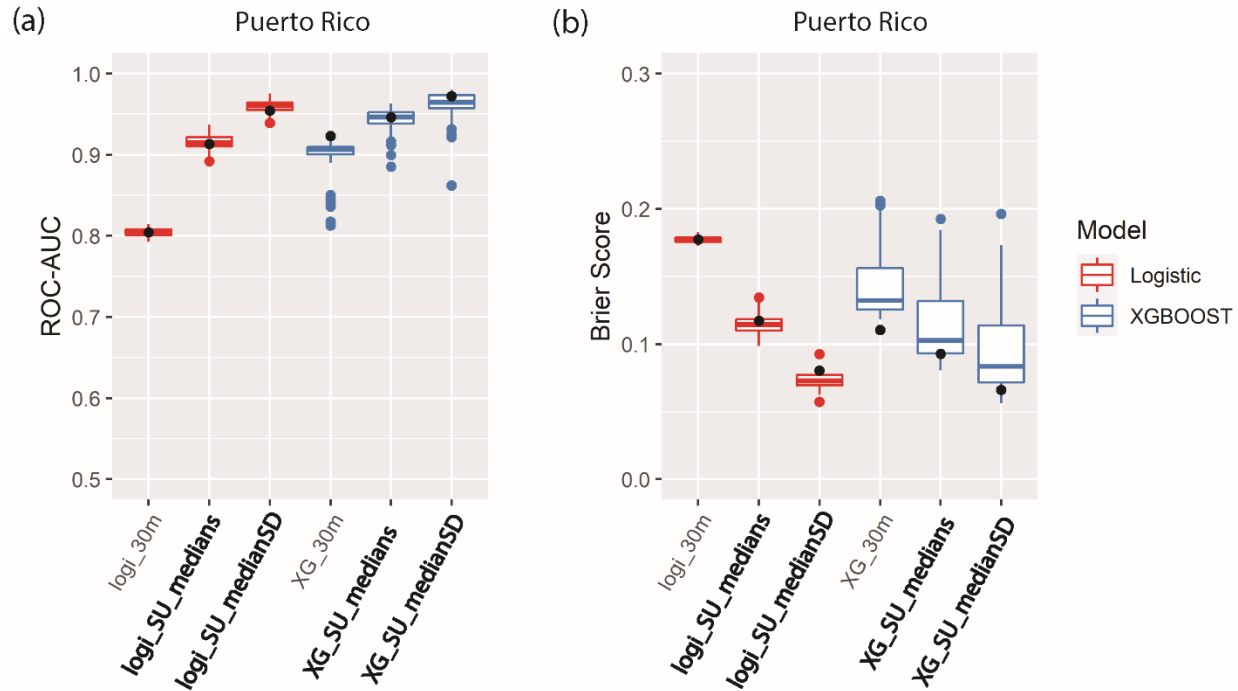 (a)
Puerto Rico
ROC-AUC
1.0
0.9
0.8
0.7
0.6
0.5
logi_30m
logi_SU_medians
logi_SU_medianSD
XG_30m
XG_SU_medians
XG_SU_medianSD
(b)
Puerto Rico
Brier Score
0.3
0.2
0.1
0.0
logi_30m
logi_SU_medians
logi_SU_medianSD
XG_30m
XG_SU_medians
XG_SU_medianSD
Model
Logistic
XGBOOST